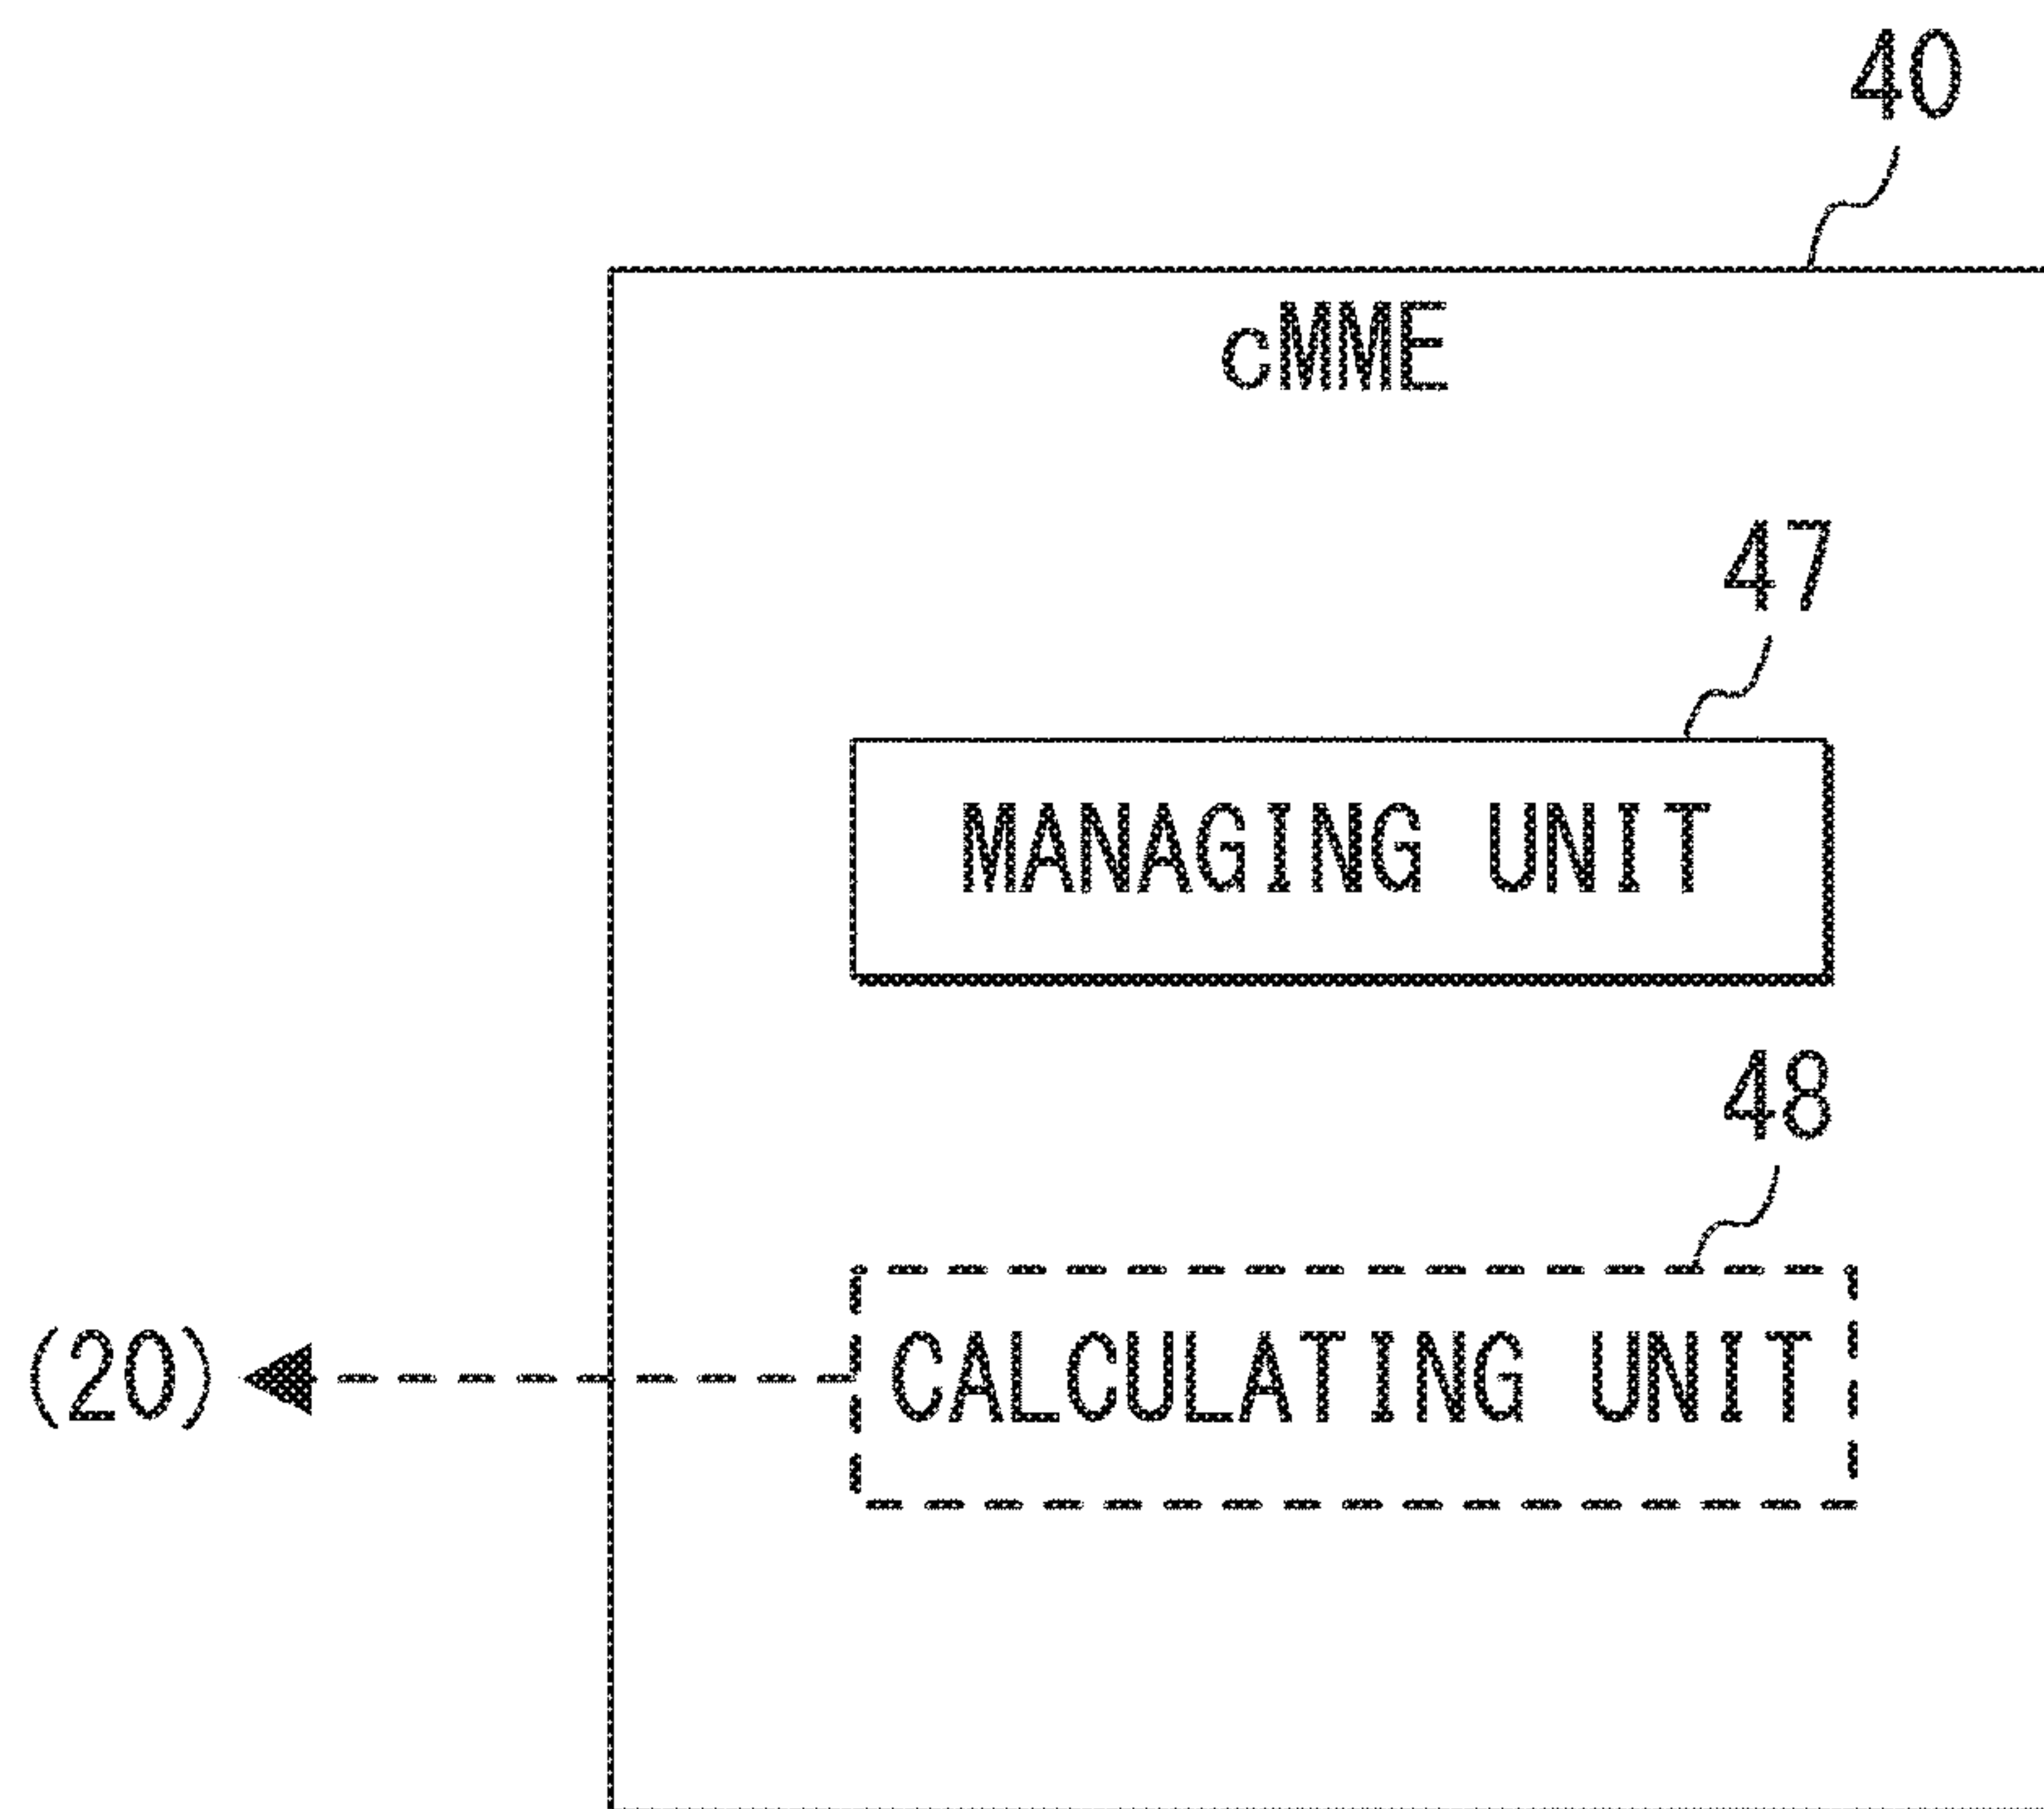 40
cMME
47
MANAGING UNIT
48
(20)
CALCULATING UNIT